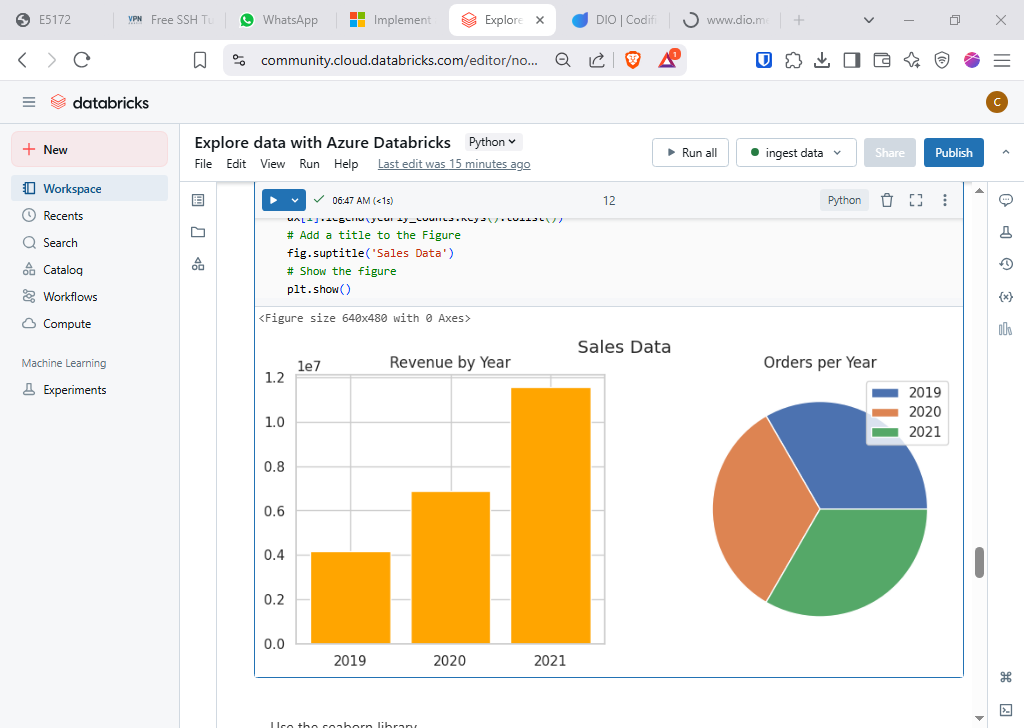 E5172
Free SSH Tu
WhatsApp
Implement
Explore
DIO | Codifi
www.dio.me
community.cloud.databricks.com/editor/no...
1
databricks
C
New
Workspace
Recents
Search
Catalog
Workflows
Compute
Machine Learning
Experiments
Explore data with Azure Databricks
Python
File Edit View Run Help Last edit was 15 minutes ago
Run all
ingest data
Share
Publish
06:47 AM (<1s)
12
Python
ax[1].legend(yearly_counts.keys().tolist())
# Add a title to the Figure
fig.suptitle('Sales Data')
# Show the figure
plt.show()
<Figure size 640x480 with 0 Axes>
Sales Data
Revenue by Year
Orders per Year
1e7
1.2
1.0
0.8
0.6
0.4
0.2
0.0
2019 2020 2021
2019
2020
2021
Use the seaborn library